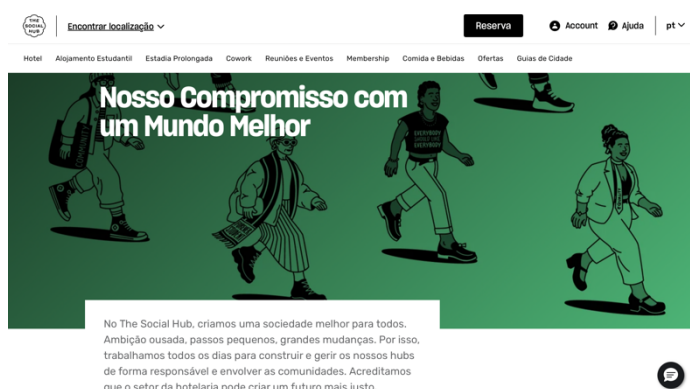 THE
SOCIAL
HUB
Encontrar localização
Reserva
Account
Ajuda
pt
Hotel
Alojamento Estudantil
Estadia Prolongada
Cowork
Reuniões e Eventos
Membership
Comida e Bebidas
Ofertas
Guias de Cidade
Nosso Compromisso com
um Mundo Melhor
COMMUNITY
EVERYBODY
EVERYBODY
No The Social Hub, criamos uma sociedade melhor para todos.
Ambição ousada, passos pequenos, grandes mudanças. Por isso,
trabalhamos todos os dias para construir e gerir os nossos hubs
de forma responsável e envolver as comunidades. Acreditamos
que o setor da hotelaria pode criar um futuro mais justo